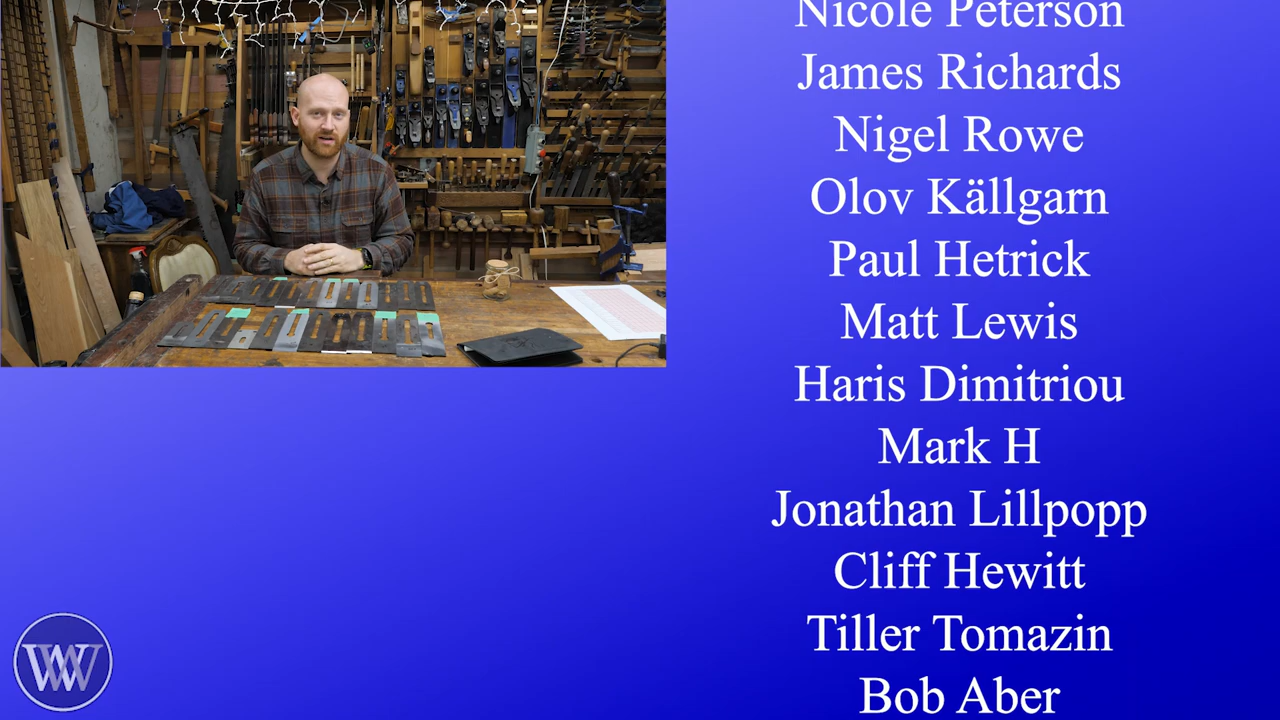 Nicole Peterson
James Richards
Nigel Rowe
Olov Källgarn
Paul Hetrick
Matt Lewis
Haris Dimitriou
Mark H
Jonathan Lillpopp
Cliff Hewitt
Tiller Tomazin
Bob Aber
WW